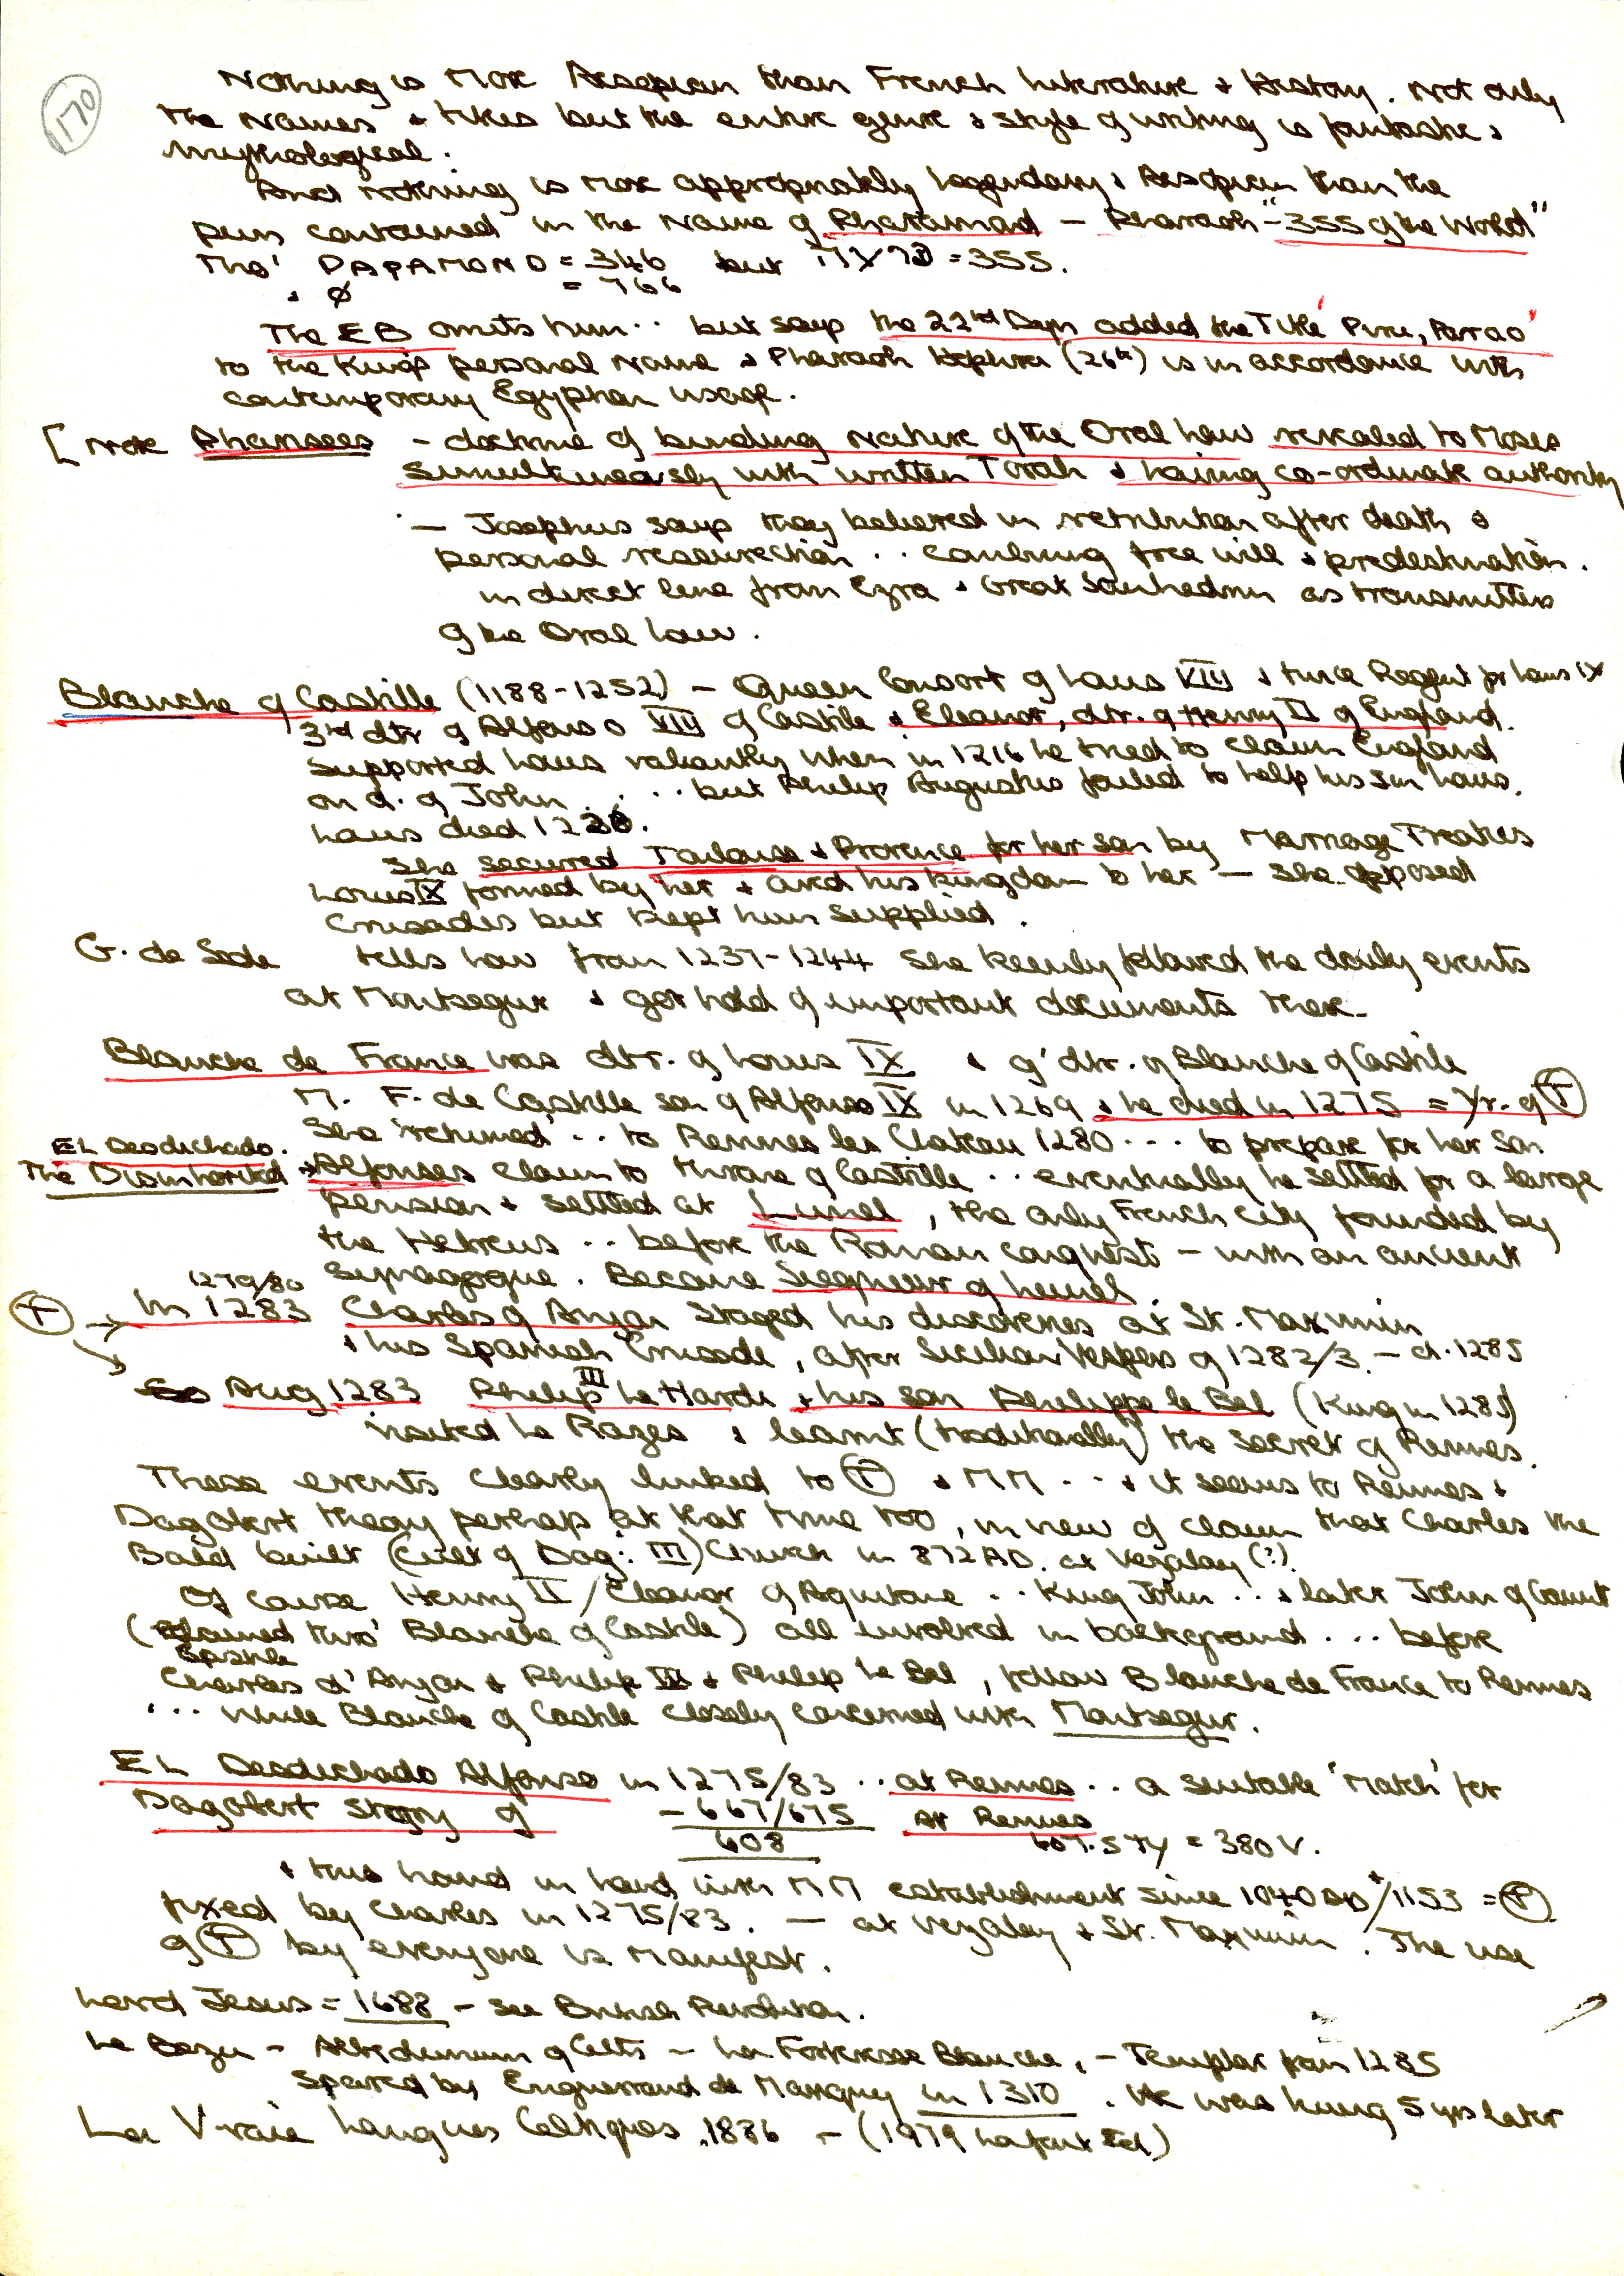 170
Nothing is More Aesopian than French Literature & History. Not only
the Names & titles but the entire genre & style of writing is fantastic &
Mythological.
And Nothing is More appropriately legendary & Aesopian than the
puns contained in the Name of Pharamond — Pharaoh - "355 of the World"
Tho' ΡΑΡΑΜΟΝΔ = 346 but = 355.
& Φ = 766
The EB omits him .. but says the 22nd Dyn added the Title 'Piru, Parrao'
to the King's personal Name & Pharaoh Hophra (26th) is in accordance with
contemporary Egyptian usage.
[Note Pharisees - doctrine of binding Nature of the Oral Law revealed to Moses
simultaneously with written Torah & having co-ordinate authority
— Josephus says they believed in retribution after death &
personal ressurection .. combining free will & predestination.
in direct line from Ezra & Great Sanhedrin as transmitters
of the Oral Law.
Blanche of Castille (1188-1252) — Queen Consort of Louis VIII & twice Regent for Louis IX
3rd dtr of Alfonso VIII of Castile & Eleanor, dtr. of Henry II of England.
Supported Louis valiantly when in 1216 he tried to claim England
on d. of John .... but Philip Augustus failed to help his son Louis.
Louis died 1226.
She secured Toulouse & Provence for her son by Marriage Treaties
Louis IX formed by her & owed his kingdom to her — She opposed
Crusades but kept him supplied.
G. de Sede tells how from 1237-1244 she keenly followed the daily events
at Montsegur & got hold of important documents there.
Blanche de France was dtr. of Louis IX & g'dtr. of Blanche of Castile
M. F. de Castille son of Alfonso IX in 1269 & he died in 1275 = Yr. of T
She 'returned' .. to Rennes les Chateau 1280 ... to prepare for her son
EL Desdichado.
The Disinherited → Alfonses claim to throne of Castille .. eventually he settled for a large
pension & settled at Lunel, the only French city founded by
the Hebreus .. before the Roman conquest — with an ancient
synagogue. Became Seigneur of Lunel.
1279/80
T → In 1283 Charles of Anjou staged his discoveries at St. Maximin
& his Spanish Crusade, after Sicilian Vespers of 1282/3 — d. 1285
Aug 1283 Philip III Le Hardi & his son Philippe le Bel (King in 1285)
visited Le Razes & learnt (traditionally) the secret of Rennes.
These events clearly linked to T & MM ... & it seems to Rennes &
Dagobert theory perhaps at that time too, in view of claim that Charles the
Bald built (cult of Dag: III) Church in 872 AD. at Vezelay (?)
Of course Henry II / Eleanor of Aquitaine .. King John .. & later John of Gaunt
(claimed thro' Blanche of Castile) all involved in background ... before
Charles d'Anjou & Philip III & Philip Le Bel, follow Blanche de France to Rennes
... while Blanche of Castile closely concerned with Montsegur.
EL Desdichado Alfonso in 1275/83 .. at Rennes .. a suitable 'Match' for
Dagobert story of - 667/675 at Rennes
608 607.5 Ty = 380 V.
& this hand in hand with MM establishment since 1040 AD+/1153 = T.
fixed by Charles in 1275/83. — at Vezelay & St. Maximin. The use
of T by everyone is Manifest.
Lord Jesus = 1688 — see British Revolution.
Le Bezu - of Celts — La Forteresse Blanche, — Templar from 1285
Spared by Enguerrand de Marigny in 1310. He was hung 5 yrs later
La Vraie Langues Celtiques, 1886 — (1979 Lafont Ed)